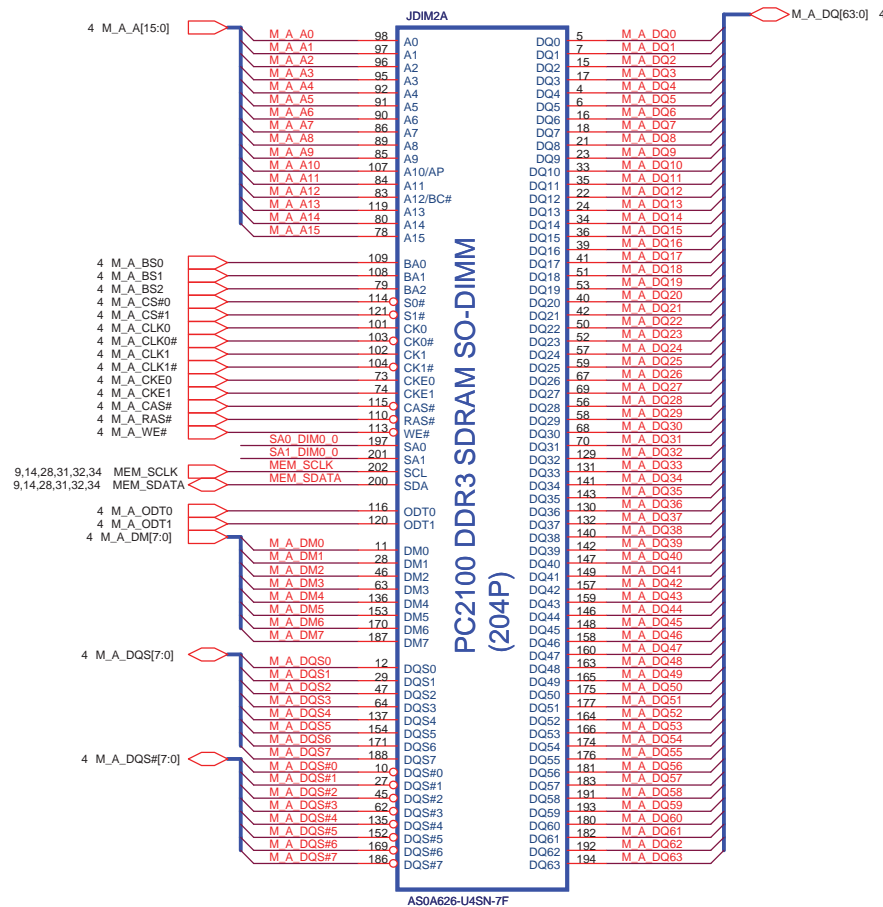 JDIM2A
4 M_A_A[15:0]
M_A_A0 98 A0
M_A_A1 97 A1
M_A_A2 96 A2
M_A_A3 95 A3
M_A_A4 92 A4
M_A_A5 91 A5
M_A_A6 90 A6
M_A_A7 86 A7
M_A_A8 89 A8
M_A_A9 85 A9
M_A_A10 107 A10/AP
M_A_A11 84 A11
M_A_A12 83 A12/BC#
M_A_A13 119 A13
M_A_A14 80 A14
M_A_A15 78 A15
4 M_A_BS0 109 BA0
4 M_A_BS1 108 BA1
4 M_A_BS2 79 BA2
4 M_A_CS#0 114 S0#
4 M_A_CS#1 121 S1#
4 M_A_CLK0 101 CK0
4 M_A_CLK0# 103 CK0#
4 M_A_CLK1 102 CK1
4 M_A_CLK1# 104 CK1#
4 M_A_CKE0 73 CKE0
4 M_A_CKE1 74 CKE1
4 M_A_CAS# 115 CAS#
4 M_A_RAS# 110 RAS#
4 M_A_WE# 113 WE#
SA0_DIM0_0 197 SA0
SA1_DIM0_0 201 SA1
9,14,28,31,32,34 MEM_SCLK MEM_SCLK 202 SCL
9,14,28,31,32,34 MEM_SDATA MEM_SDATA 200 SDA
4 M_A_ODT0 116 ODT0
4 M_A_ODT1 120 ODT1
4 M_A_DM[7:0]
M_A_DM0 11 DM0
M_A_DM1 28 DM1
M_A_DM2 46 DM2
M_A_DM3 63 DM3
M_A_DM4 136 DM4
M_A_DM5 153 DM5
M_A_DM6 170 DM6
M_A_DM7 187 DM7
4 M_A_DQS[7:0]
M_A_DQS0 12 DQS0
M_A_DQS1 29 DQS1
M_A_DQS2 47 DQS2
M_A_DQS3 64 DQS3
M_A_DQS4 137 DQS4
M_A_DQS5 154 DQS5
M_A_DQS6 171 DQS6
M_A_DQS7 188 DQS7
4 M_A_DQS#[7:0]
M_A_DQS#0 10 DQS#0
M_A_DQS#1 27 DQS#1
M_A_DQS#2 45 DQS#2
M_A_DQS#3 62 DQS#3
M_A_DQS#4 135 DQS#4
M_A_DQS#5 152 DQS#5
M_A_DQS#6 169 DQS#6
M_A_DQS#7 186 DQS#7
PC2100 DDR3 SDRAM SO-DIMM
(204P)
M_A_DQ[63:0] 4
DQ0 5 M_A_DQ0
DQ1 7 M_A_DQ1
DQ2 15 M_A_DQ2
DQ3 17 M_A_DQ3
DQ4 4 M_A_DQ4
DQ5 6 M_A_DQ5
DQ6 16 M_A_DQ6
DQ7 18 M_A_DQ7
DQ8 21 M_A_DQ8
DQ9 23 M_A_DQ9
DQ10 33 M_A_DQ10
DQ11 35 M_A_DQ11
DQ12 22 M_A_DQ12
DQ13 24 M_A_DQ13
DQ14 34 M_A_DQ14
DQ15 36 M_A_DQ15
DQ16 39 M_A_DQ16
DQ17 41 M_A_DQ17
DQ18 51 M_A_DQ18
DQ19 53 M_A_DQ19
DQ20 40 M_A_DQ20
DQ21 42 M_A_DQ21
DQ22 50 M_A_DQ22
DQ23 52 M_A_DQ23
DQ24 57 M_A_DQ24
DQ25 59 M_A_DQ25
DQ26 67 M_A_DQ26
DQ27 69 M_A_DQ27
DQ28 56 M_A_DQ28
DQ29 58 M_A_DQ29
DQ30 68 M_A_DQ30
DQ31 70 M_A_DQ31
DQ32 129 M_A_DQ32
DQ33 131 M_A_DQ33
DQ34 141 M_A_DQ34
DQ35 143 M_A_DQ35
DQ36 130 M_A_DQ36
DQ37 132 M_A_DQ37
DQ38 140 M_A_DQ38
DQ39 142 M_A_DQ39
DQ40 147 M_A_DQ40
DQ41 149 M_A_DQ41
DQ42 157 M_A_DQ42
DQ43 159 M_A_DQ43
DQ44 146 M_A_DQ44
DQ45 148 M_A_DQ45
DQ46 158 M_A_DQ46
DQ47 160 M_A_DQ47
DQ48 163 M_A_DQ48
DQ49 165 M_A_DQ49
DQ50 175 M_A_DQ50
DQ51 177 M_A_DQ51
DQ52 164 M_A_DQ52
DQ53 166 M_A_DQ53
DQ54 174 M_A_DQ54
DQ55 176 M_A_DQ55
DQ56 181 M_A_DQ56
DQ57 183 M_A_DQ57
DQ58 191 M_A_DQ58
DQ59 193 M_A_DQ59
DQ60 180 M_A_DQ60
DQ61 182 M_A_DQ61
DQ62 192 M_A_DQ62
DQ63 194 M_A_DQ63
AS0A626-U4SN-7F